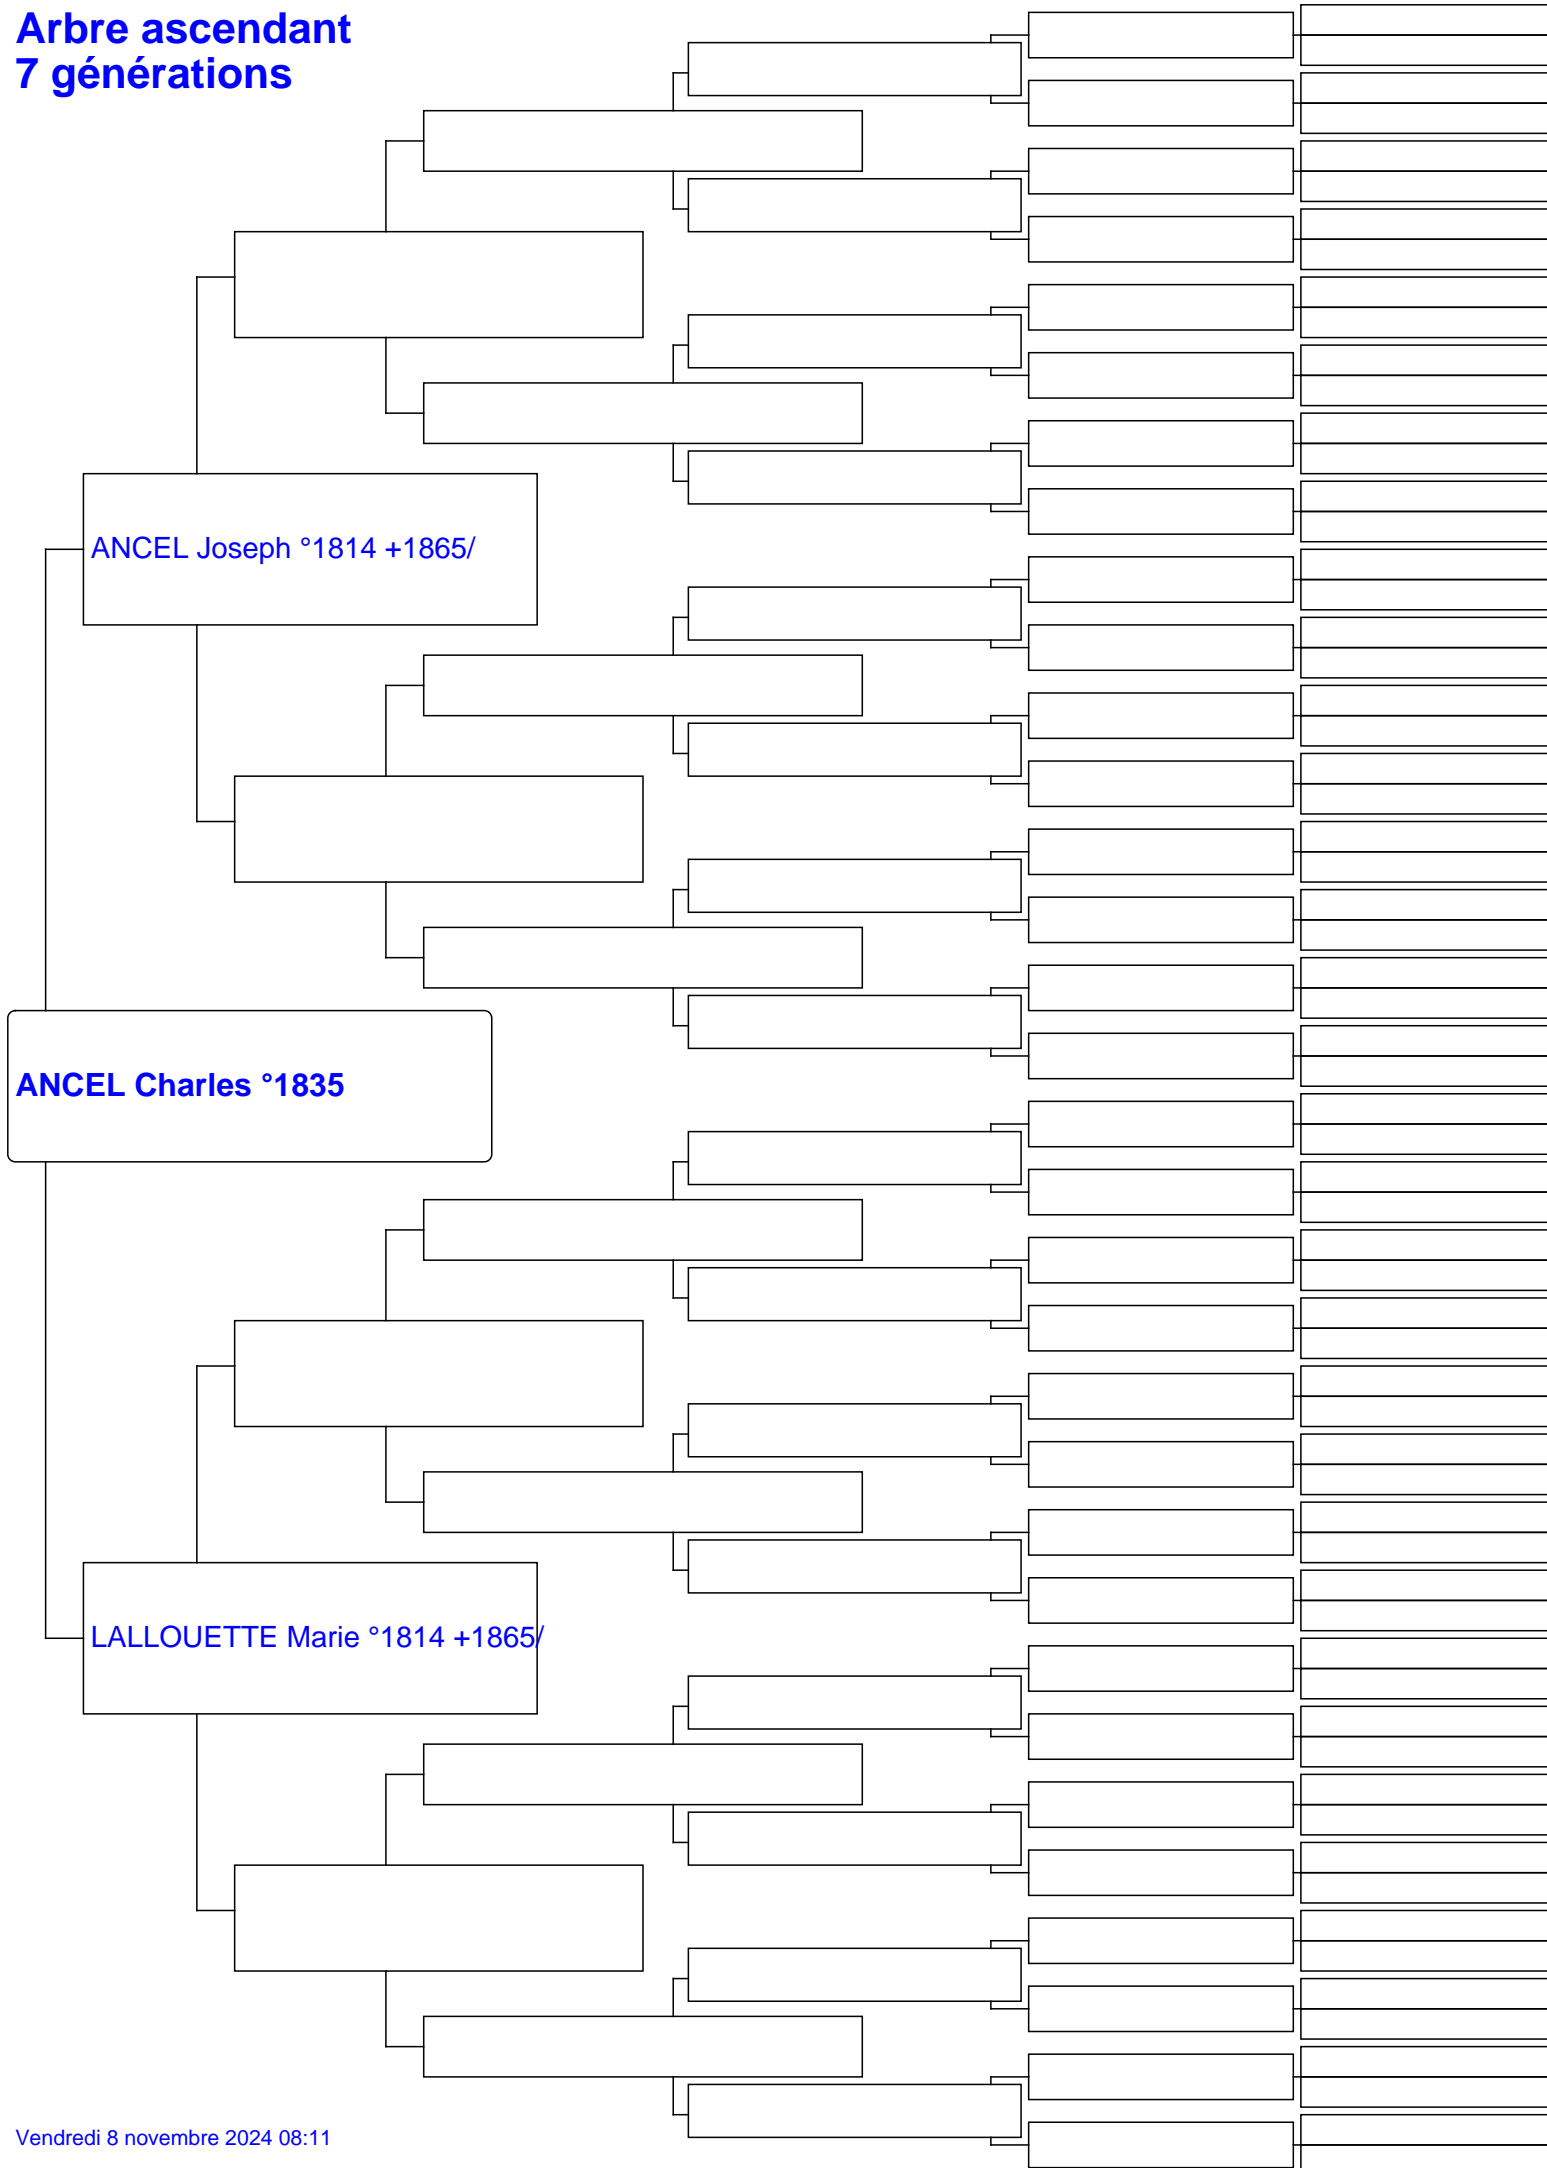 Arbre ascendant
7 générations
ANCEL Joseph °1814 +1865/
ANCEL Charles °1835
LALLOUETTE Marie °1814 +1865/
Vendredi 8 novembre 2024 08:11